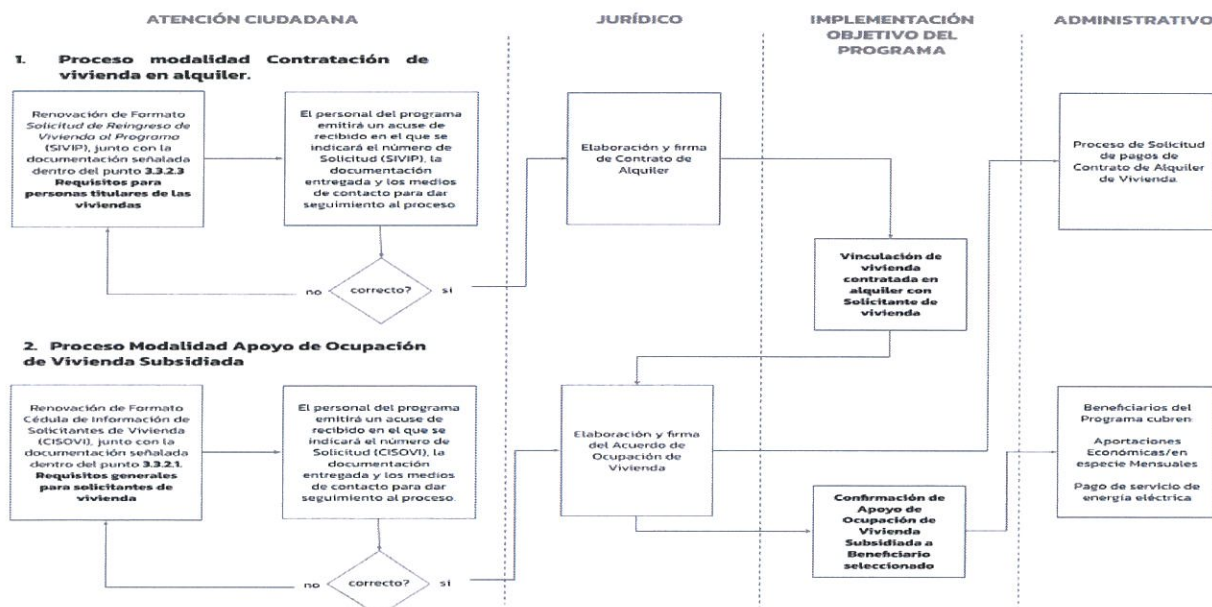 ATENCIÓN CIUDADANA
JURÍDICO
IMPLEMENTACIÓN
OBJETIVO DEL
PROGRAMA
ADMINISTRATIVO
1. Proceso modalidad Contratación de
vivienda en alquiler.
Renovación de Formato
Solicitud de Reingreso de
Vivienda al Programa
(SIVIP), junto con la
documentación señalada
dentro del punto 3.3.2.3
Requisitos para
personas titulares de las
viviendas
El personal del programa
emitirá un acuse de
recibido en el que se
indicará el número de
Solicitud (SIVIP), la
documentación
entregada y los medios
de contacto para dar
seguimiento al proceso
no
correcto?
sí
Elaboración y firma
de Contrato de
Alquiler
Vinculación de
vivienda
contratada en
alquiler con
Solicitante de
vivienda
Proceso de Solicitud
de pagos de
Contrato de Alquiler
de Vivienda
2. Proceso Modalidad Apoyo de Ocupación
de Vivienda Subsidiada
Renovación de Formato
Cédula de Información de
Solicitantes de Vivienda
(CISOVI), junto con la
documentación señalada
dentro del punto 3.3.2.1.
Requisitos generales
para solicitantes de
vivienda
El personal del programa
emitirá un acuse de
recibido en el que se
indicará el número de
Solicitud (CISOVI), la
documentación
entregada y los medios
de contacto para dar
seguimiento al proceso.
no
correcto?
sí
Elaboración y firma
del Acuerdo de
Ocupación de
Vivienda
Confirmación de
Apoyo de
Ocupación de
Vivienda
Subsidiada a
Beneficiario
seleccionado
Beneficiarios del
Programa cubren:
Aportaciones
Económicas/en
especie Mensuales
Pago de servicio de
energía eléctrica